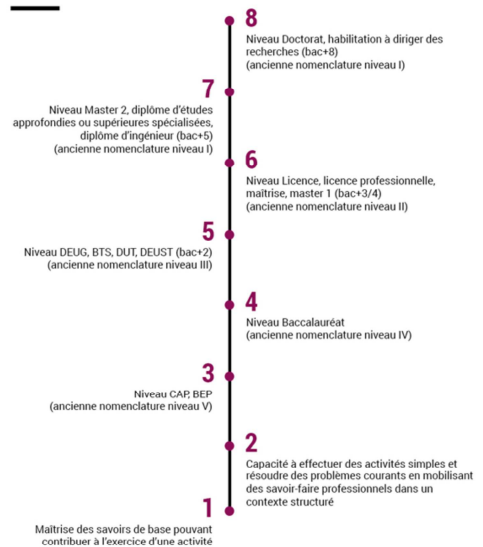 8
Niveau Doctorat, habilitation à diriger des
recherches (bac+8)
(ancienne nomenclature niveau I)
7
Niveau Master 2, diplôme d'études
approfondies ou supérieures spécialisées,
diplôme d'ingénieur (bac+5)
(ancienne nomenclature niveau I)
6
Niveau Licence, licence professionnelle,
maîtrise, master 1 (bac+3/4)
(ancienne nomenclature niveau II)
5
Niveau DEUG, BTS, DUT, DEUST (bac+2)
(ancienne nomenclature niveau III)
4
Niveau Baccalauréat
(ancienne nomenclature niveau IV)
3
Niveau CAP, BEP
(ancienne nomenclature niveau V)
2
Capacité à effectuer des activités simples et
résoudre des problèmes courants en mobilisant
des savoir-faire professionnels dans un
contexte structuré
1
Maîtrise des savoirs de base pouvant
contribuer à l'exercice d'une activité